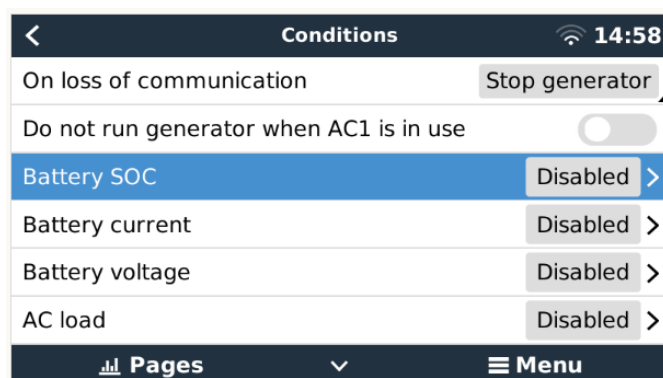 Conditions 14:58
On loss of communication Stop generator
Do not run generator when AC1 is in use
Battery SOC Disabled
Battery current Disabled
Battery voltage Disabled
AC load Disabled
Pages Menu